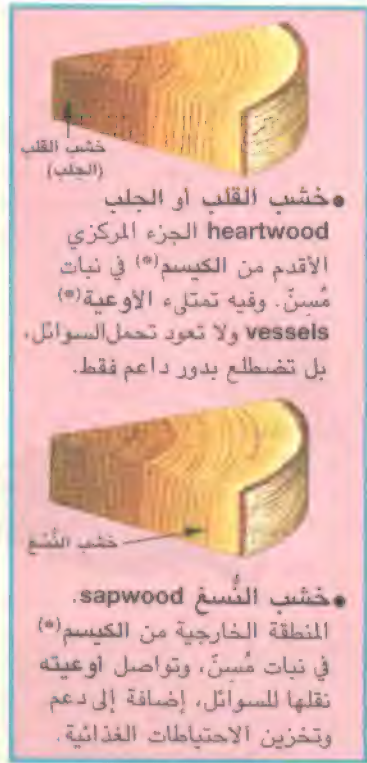 خشب القلب
(الجلب)
● خشب القلب أو الجلب
heartwood الجزء المركزي
الأقدم من الكيسم(*) في نبات
مُسِنّ. وفيه تمتلىء الأوعية(*)
vessels ولا تعود تحمل السوائل،
بل تضطلع بدور داعم فقط.
خشب النُّسْغ
● خشب النُّسغ sapwood.
المنطقة الخارجية من الكيسم(*)
في نبات مُسِنّ، وتواصل أوعيته
نقلها للسوائل، إضافة إلى دعم
وتخزين الاحتياطات الغذائية.